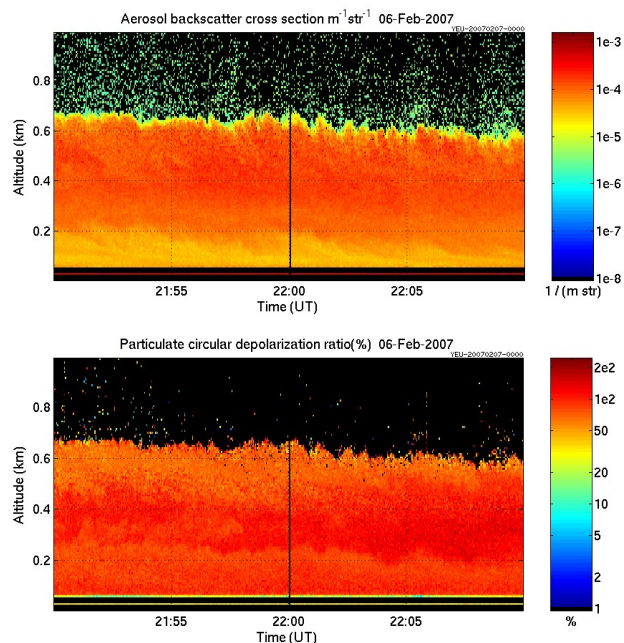 Aerosol backscatter cross section m⁻¹str⁻¹ 06-Feb-2007
YEU-20070207-0000
0.8
0.6
0.4
0.2
Altitude (km)
21:55
22:00
22:05
Time (UT)
1e-3
1e-4
1e-5
1e-6
1e-7
1e-8
1 / (m str)
Particulate circular depolarization ratio(%) 06-Feb-2007
YEU-20070207-0000
0.8
0.6
0.4
0.2
Altitude (km)
21:55
22:00
22:05
Time (UT)
2e2
1e2
50
20
10
5
2
1
%